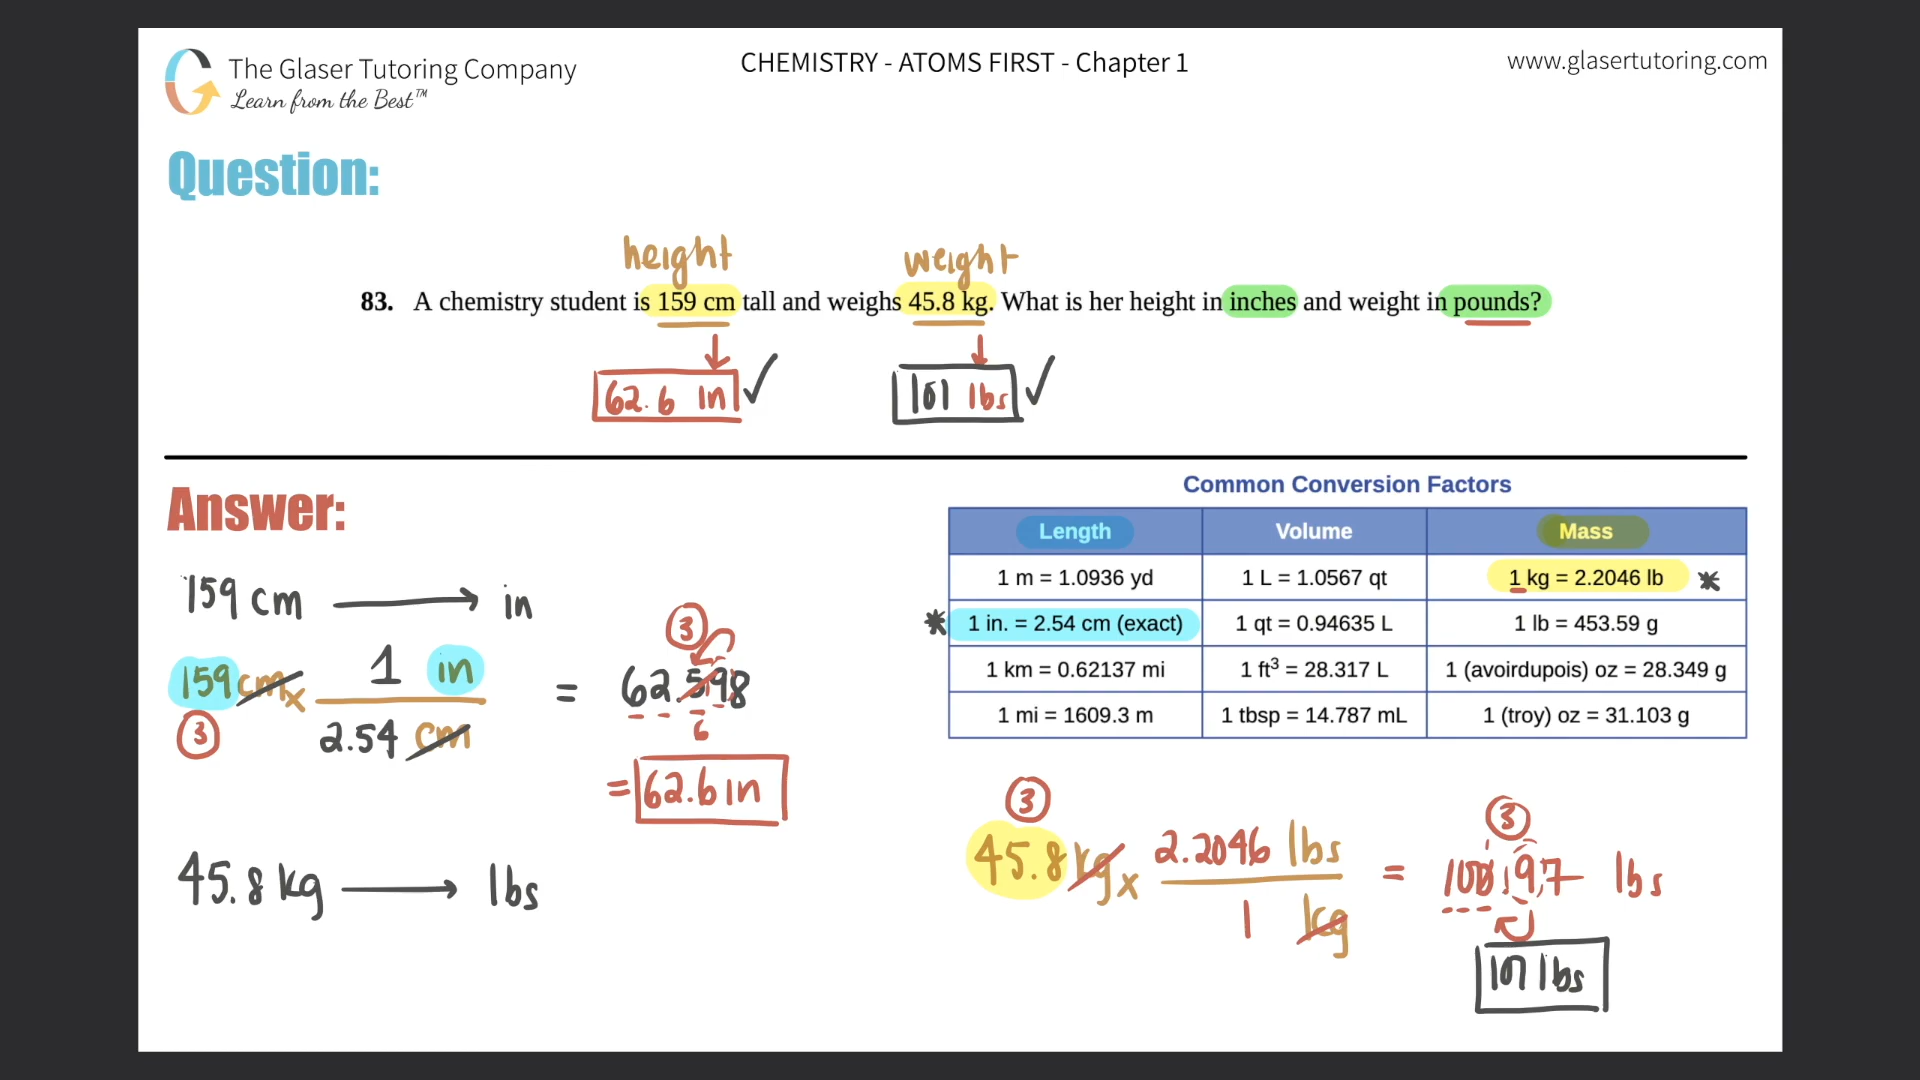 The Glaser Tutoring Company
Learn from the Best™
CHEMISTRY - ATOMS FIRST - Chapter 1
www.glasertutoring.com
Question:
height
weight
83. A chemistry student is 159 cm tall and weighs 45.8 kg. What is her height in inches and weight in pounds?
62.6 in
101 lbs
Answer:
159 cm → in
159 cm x 1 in
2.54 cm
3
= 62.598
3
6
= 62.6 in
45.8 kg → lbs
Common Conversion Factors
Length Volume Mass
1 m = 1.0936 yd 1 L = 1.0567 qt 1 kg = 2.2046 lb *
* 1 in. = 2.54 cm (exact) 1 qt = 0.94635 L 1 lb = 453.59 g
1 km = 0.62137 mi 1 ft³ = 28.317 L 1 (avoirdupois) oz = 28.349 g
1 mi = 1609.3 m 1 tbsp = 14.787 mL 1 (troy) oz = 31.103 g
3
45.8 kg x 2.2046 lbs
1 kg
3
= 100.97 lbs
101 lbs